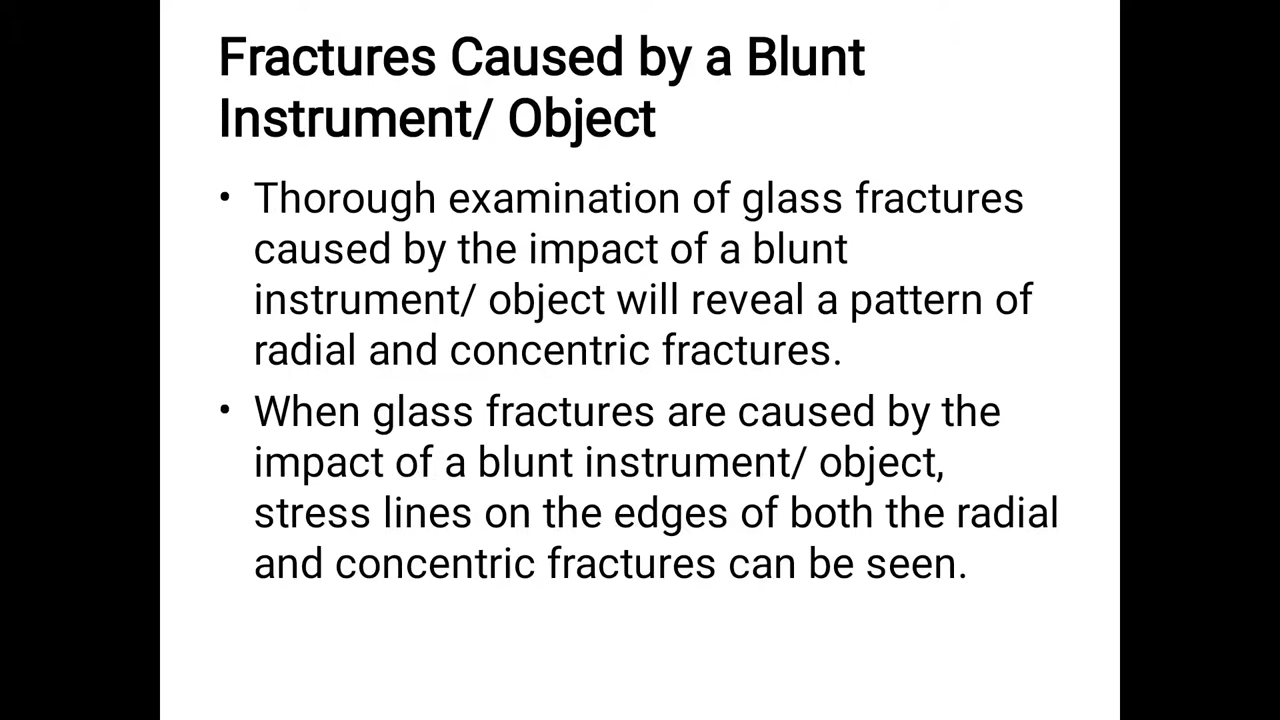 Fractures Caused by a Blunt
Instrument/ Object
• Thorough examination of glass fractures
caused by the impact of a blunt
instrument/ object will reveal a pattern of
radial and concentric fractures.
• When glass fractures are caused by the
impact of a blunt instrument/ object,
stress lines on the edges of both the radial
and concentric fractures can be seen.